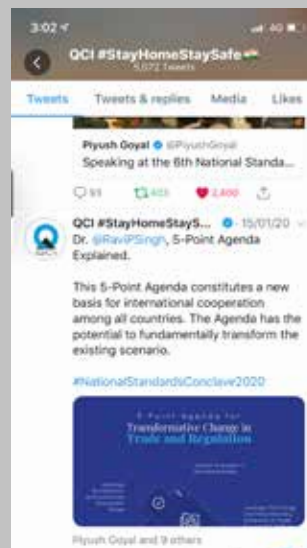 3:02
4G
QCI #StayHomeStaySafe
5,072 Tweets
Tweets Tweets & replies Media Likes
Piyush Goyal @PiyushGoyal
Speaking at the 6th National Standa...
93 403 2,400
QCI #StayHomeStayS... · 15/01/20
Dr. @RaviPSingh, 5-Point Agenda
Explained.
This 5-Point Agenda constitutes a new
basis for international cooperation
among all countries. The Agenda has the
potential to fundamentally transform the
existing scenario.
#NationalStandardsConclave2020
5 Point Agenda for
Transformative Change in
Trade and Regulation
Piyush Goyal and 9 others